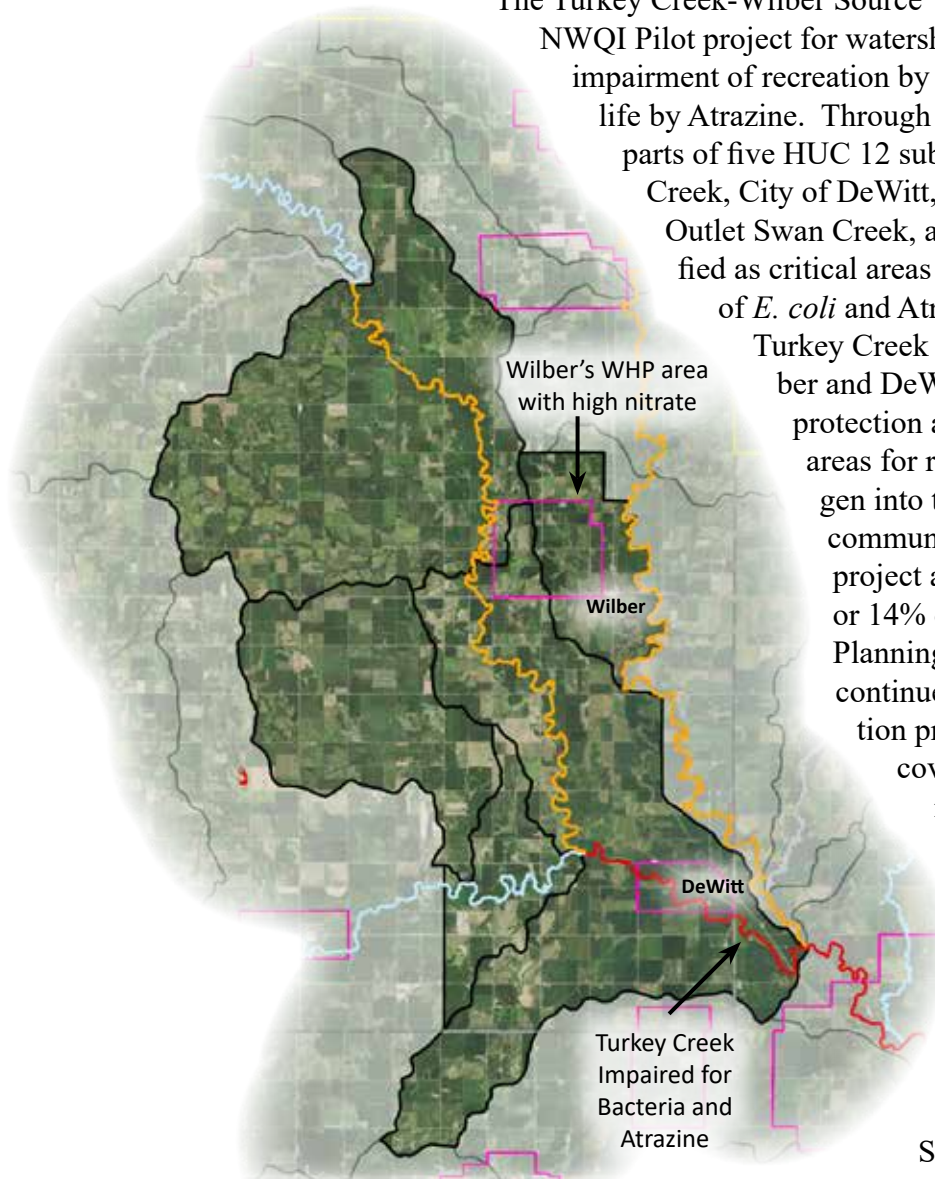 The Turkey Creek-Wilber Source
NWQI Pilot project for watersh
impairment of recreation by
life by Atrazine. Through
parts of five HUC 12 sub
Creek, City of DeWitt,
Outlet Swan Creek, a
fied as critical areas
of E. coli and Atr
Turkey Creek
ber and DeW
protection a
areas for r
gen into t
commun
project a
or 14%
Planning
continue
tion pr
cov
Wilber's WHP area
with high nitrate
Wilber
DeWitt
Turkey Creek
Impaired for
Bacteria and
Atrazine
S